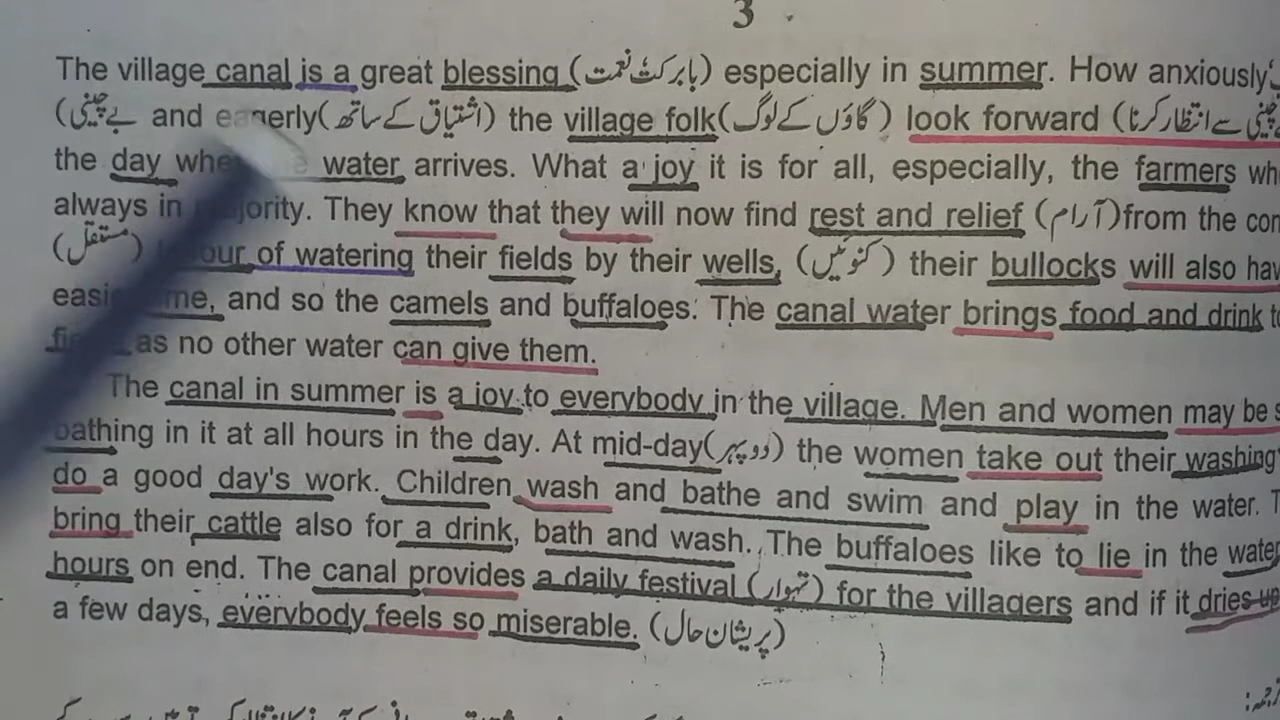 3
The village canal is a great blessing (بابرکت نعمت) especially in summer. How anxiously
(بے چینی) and eagerly (اشتیاق کے ساتھ) the village folk (گاؤں کے لوگ) look forward (چینی سے انتظار کرنا
the day water arrives. What a joy it is for all, especially, the farmers
always in They know that they will now find rest and relief (آرام) from the
(مستقل) of watering their fields by their wells, (کنوئیں) their bullocks will also
and so the camels and buffaloes. The canal water brings food and drink
as no other water can give them.
The canal in summer is a joy to everybody in the village. Men and women may be
bathing in it at all hours in the day. At mid-day (دوپہر) the women take out their washing
do a good day's work. Children wash and bathe and swim and play in the water.
bring their cattle also for a drink, bath and wash. The buffaloes like to lie in the water
hours on end. The canal provides a daily festival (تہوار) for the villagers and if it dries up
a few days, everybody feels so miserable. (پریشان حال)